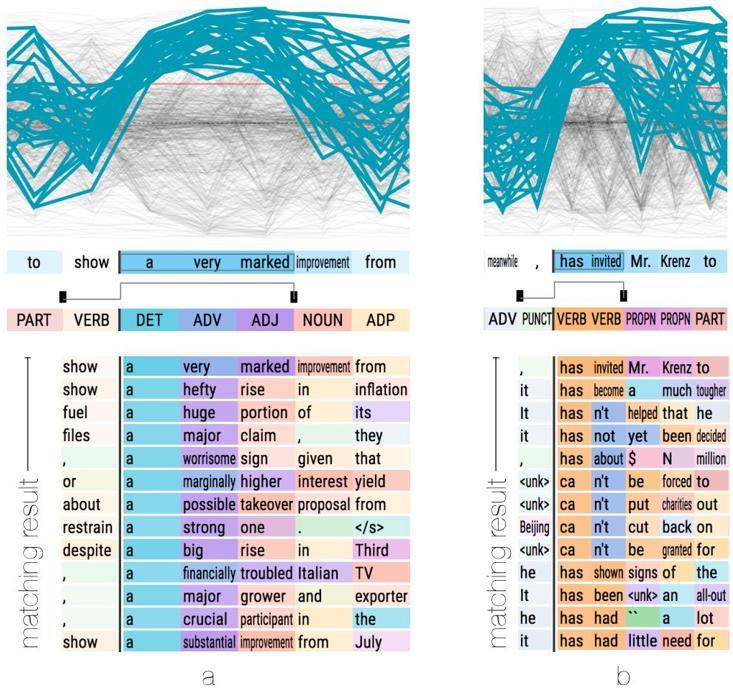 to show a very marked improvement from
PART VERB DET ADV ADJ NOUN ADP
show a very marked improvement from
show a hefty rise in inflation
fuel a huge portion of its
files a major claim , they
, a worrisome sign given that
or a marginally higher interest yield
about a possible takeover proposal from
restrain a strong one . </s>
despite a big rise in Third
, a financially troubled Italian TV
, a major grower and exporter
, a crucial participant in the
show a substantial improvement from July
matching result
a
meanwhile , has invited Mr. Krenz to
ADV PUNCT VERB VERB PROPN PROPN PART
, has invited Mr. Krenz to
it has become a much tougher
It has n't helped that he
it has not yet been decided
, has about $ N million
<unk> ca n't be forced to
<unk> ca n't put charities out
Beijing ca n't cut back on
<unk> ca n't be granted for
he has shown signs of the
It has been <unk> an all-out
he has had `` a lot
it has had little need for
matching result
b